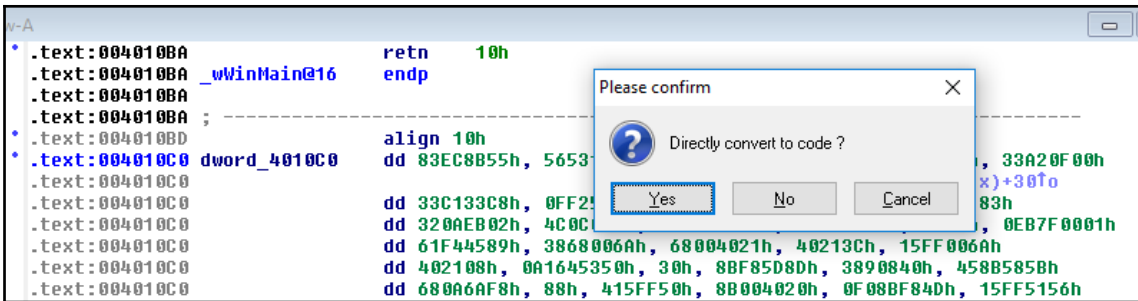 w-A
.text:004010BA retn 10h
.text:004010BA _wWinMain@16 endp
.text:004010BA
.text:004010BA ; ---------------------------------------------------------------------------
.text:004010BD align 10h
.text:004010C0 dword_4010C0 dd 83EC8B55h, , 33A20F00h
.text:004010C0 x)+30↑o
.text:004010C0 dd 33C133C8h,
.text:004010C0 dd 320AEB02h, , 0EB7F0001h
.text:004010C0 dd 61F44589h, 3868006Ah, 68004021h, 40213Ch, 15FF006Ah
.text:004010C0 dd 402108h, 0A1645350h, 30h, 8BF85D8Dh, 3890840h, 458B585Bh
.text:004010C0 dd 680A6AF8h, 88h, 415FF50h, 8B004020h, 0F08BF84Dh, 15FF5156h
Please confirm
Directly convert to code ?
Yes No Cancel